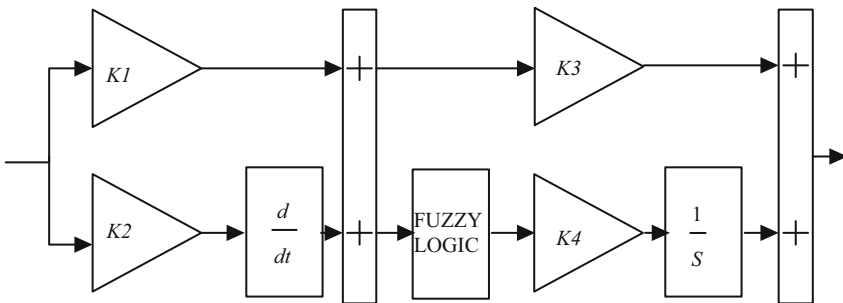 K1
+
K3
+
K2
d
dt
+
FUZZY
LOGIC
K4
1
S
+